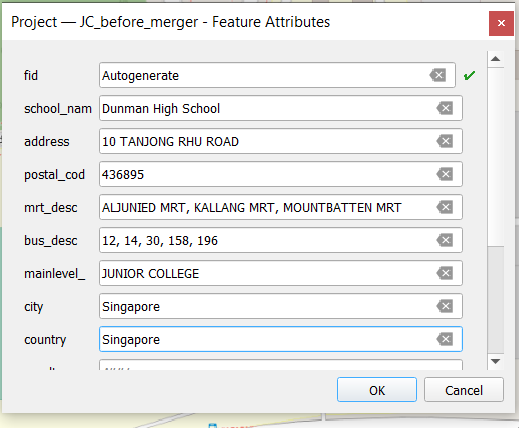 Project — JC_before_merger - Feature Attributes
fid Autogenerate
school_nam Dunman High School
address 10 TANJONG RHU ROAD
postal_cod 436895
mrt_desc ALJUNIED MRT, KALLANG MRT, MOUNTBATTEN MRT
bus_desc 12, 14, 30, 158, 196
mainlevel_ JUNIOR COLLEGE
city Singapore
country Singapore
OK Cancel